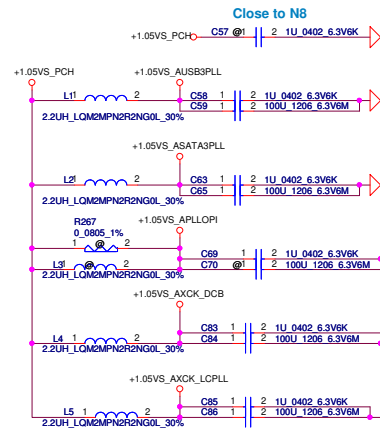 Close to N8
+1.05VS_PCH C57 @1 2 1U_0402_6.3V6K
+1.05VS_PCH +1.05VS_AUSB3PLL
L1 1 2 C58 1 2 1U_0402_6.3V6K
C59 1 2 100U_1206_6.3V6M
2.2UH_LQM2MPN2R2NG0L_30%
+1.05VS_ASATA3PLL
L2 1 2 C63 1 2 1U_0402_6.3V6K
C65 1 2 100U_1206_6.3V6M
2.2UH_LQM2MPN2R2NG0L_30%
+1.05VS_APLLOPI
R267
0_0805_1%
1 @ 2
C69 1 2 1U_0402_6.3V6K
L3 1 @ 2 C70 @1 2 100U_1206_6.3V6M
2.2UH_LQM2MPN2R2NG0L_30%
+1.05VS_AXCK_DCB
C83 1 2 1U_0402_6.3V6K
L4 1 2 C84 1 2 100U_1206_6.3V6M
2.2UH_LQM2MPN2R2NG0L_30%
+1.05VS_AXCK_LCPLL
C85 1 2 1U_0402_6.3V6K
L5 1 2 C86 1 2 100U_1206_6.3V6M
2.2UH_LQM2MPN2R2NG0L_30%